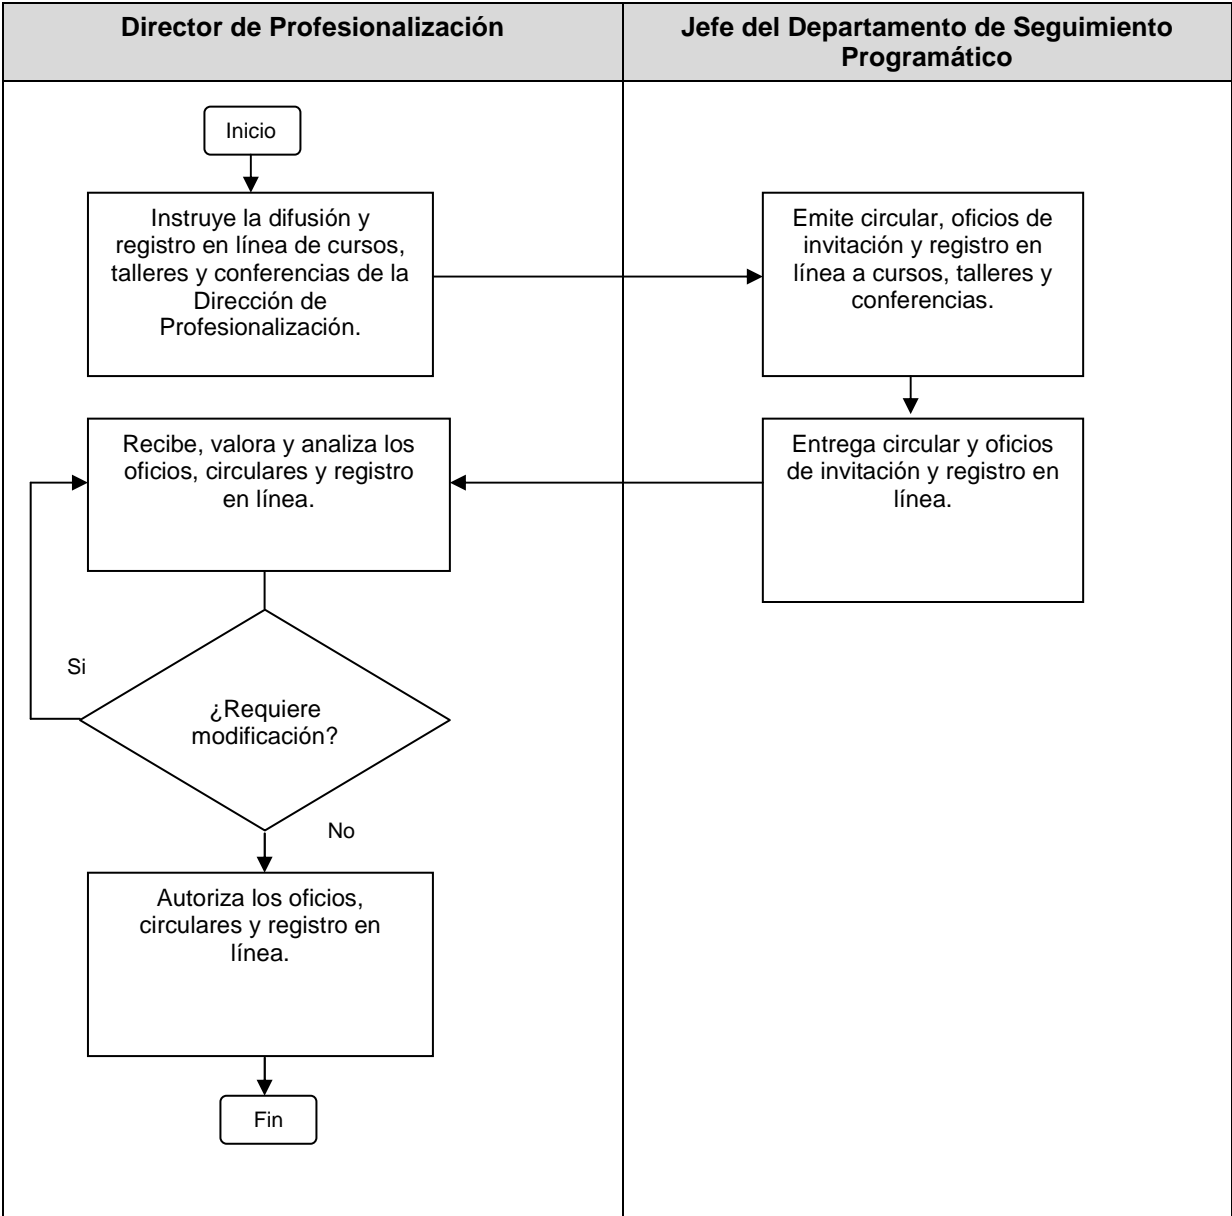 Director de Profesionalización
Jefe del Departamento de Seguimiento
Programático
Inicio
Instruye la difusión y
registro en línea de cursos,
talleres y conferencias de la
Dirección de
Profesionalización.
Emite circular, oficios de
invitación y registro en
línea a cursos, talleres y
conferencias.
Entrega circular y oficios
de invitación y registro en
línea.
Recibe, valora y analiza los
oficios, circulares y registro
en línea.
¿Requiere
modificación?
Si
No
Autoriza los oficios,
circulares y registro en
línea.
Fin